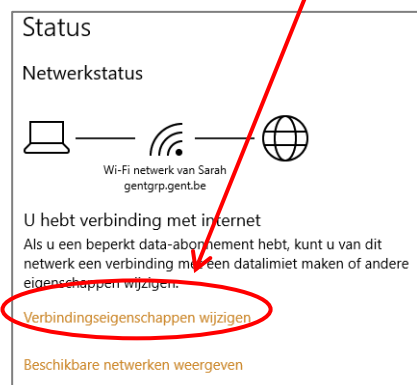 Status
Netwerkstatus
Wi-Fi netwerk van Sarah
gentgrp.gent.be
U hebt verbinding met internet
Als u een beperkt data-abonnement hebt, kunt u van dit
netwerk een verbinding met een datalimiet maken of andere
eigenschappen wijzigen.
Verbindingseigenschappen wijzigen
Beschikbare netwerken weergeven